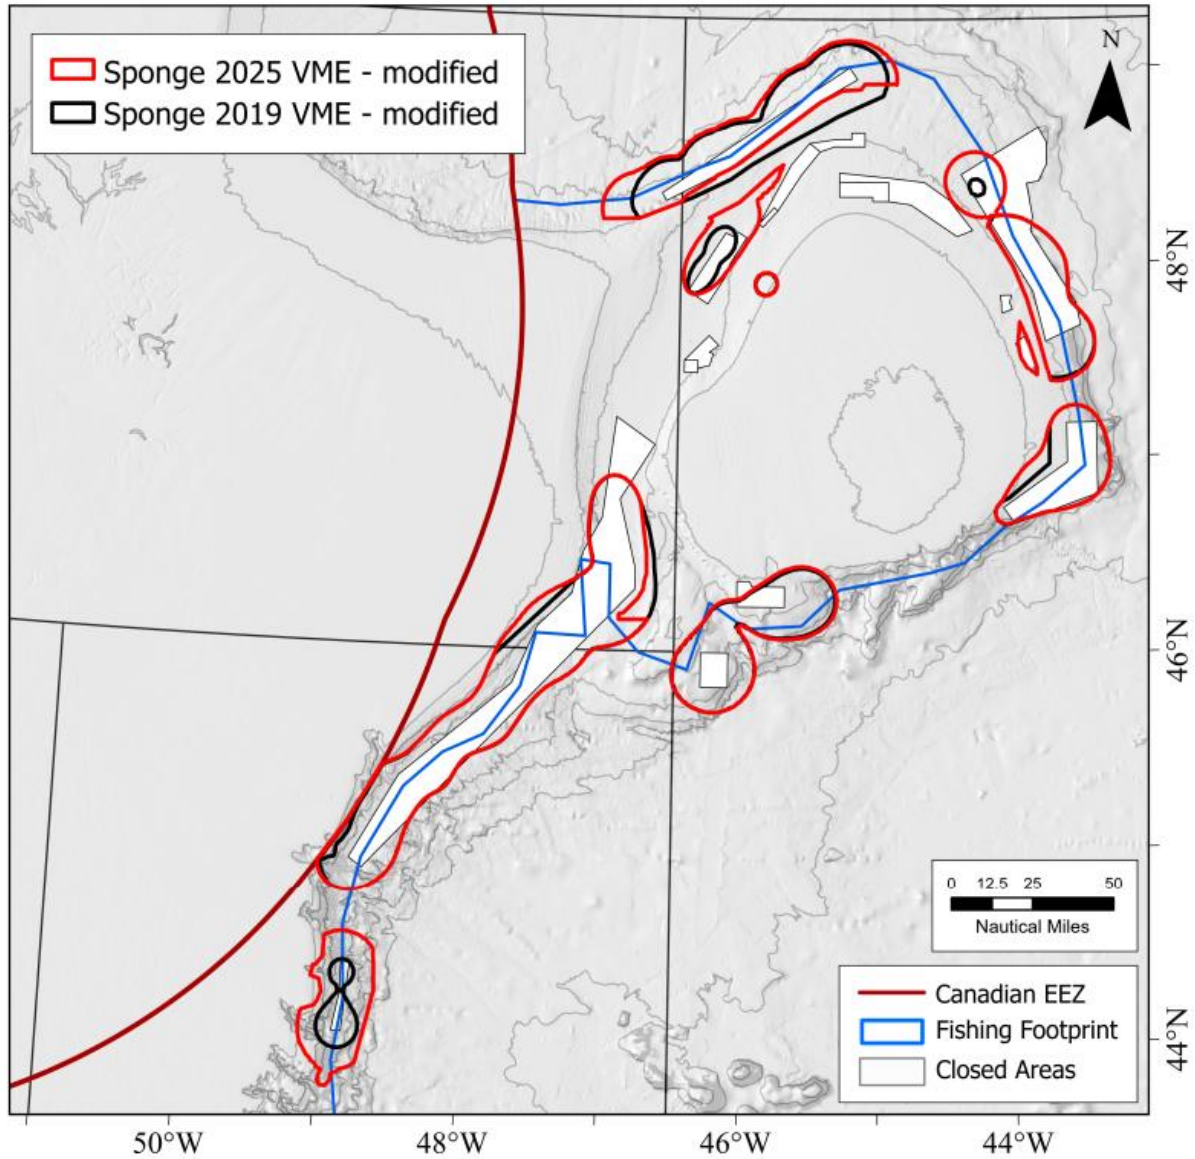 Sponge 2025 VME - modified
Sponge 2019 VME - modified
N
48°N
46°N
0 12.5 25 50
Nautical Miles
Canadian EEZ
Fishing Footprint
Closed Areas
44°N
50°W 48°W 46°W 44°W